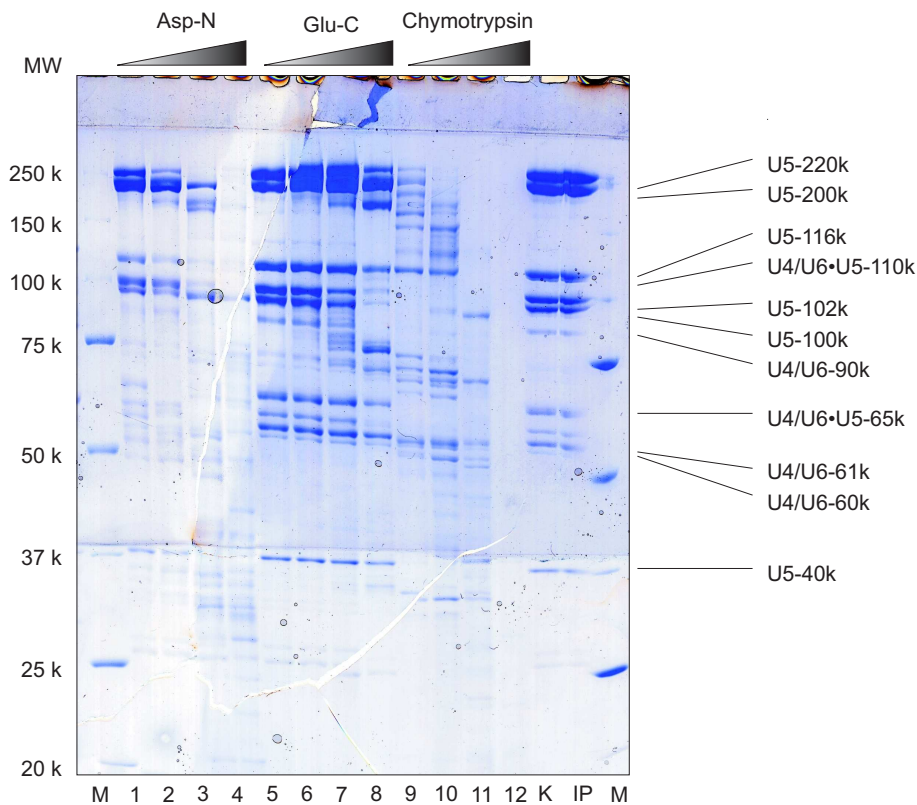 Asp-N Glu-C Chymotrypsin
MW
250 k
150 k
100 k
75 k
50 k
37 k
25 k
20 k
U5-220k
U5-200k
U5-116k
U4/U6•U5-110k
U5-102k
U5-100k
U4/U6-90k
U4/U6•U5-65k
U4/U6-61k
U4/U6-60k
U5-40k
M 1 2 3 4 5 6 7 8 9 10 11 12 K IP M